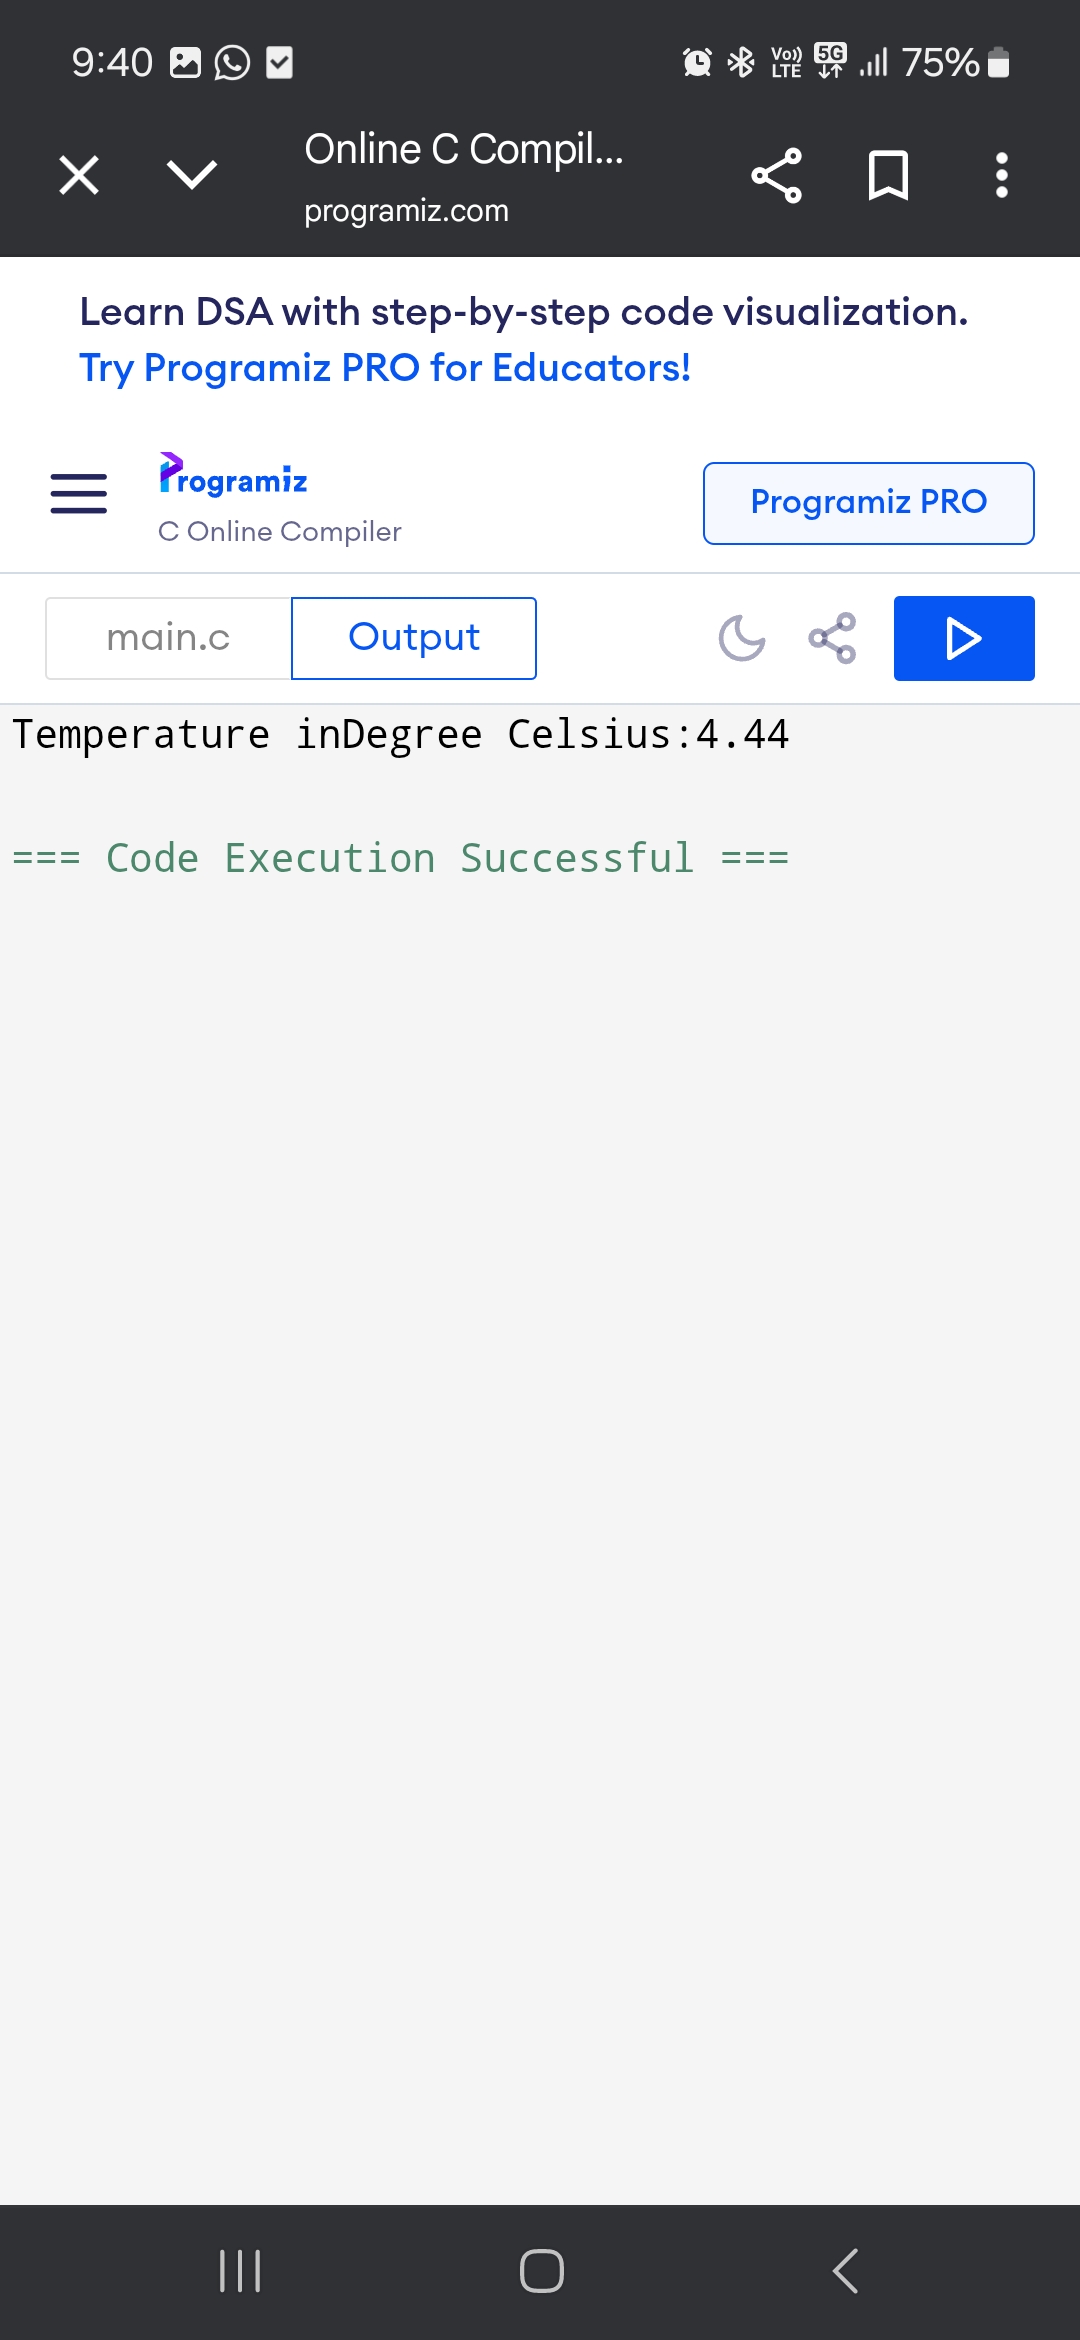 9:40
Vo)) LTE 5G 75%
Online C Compil...
programiz.com
Learn DSA with step-by-step code visualization.
Try Programiz PRO for Educators!
Programiz
C Online Compiler
Programiz PRO
main.c
Output
Temperature inDegree Celsius:4.44
=== Code Execution Successful ===